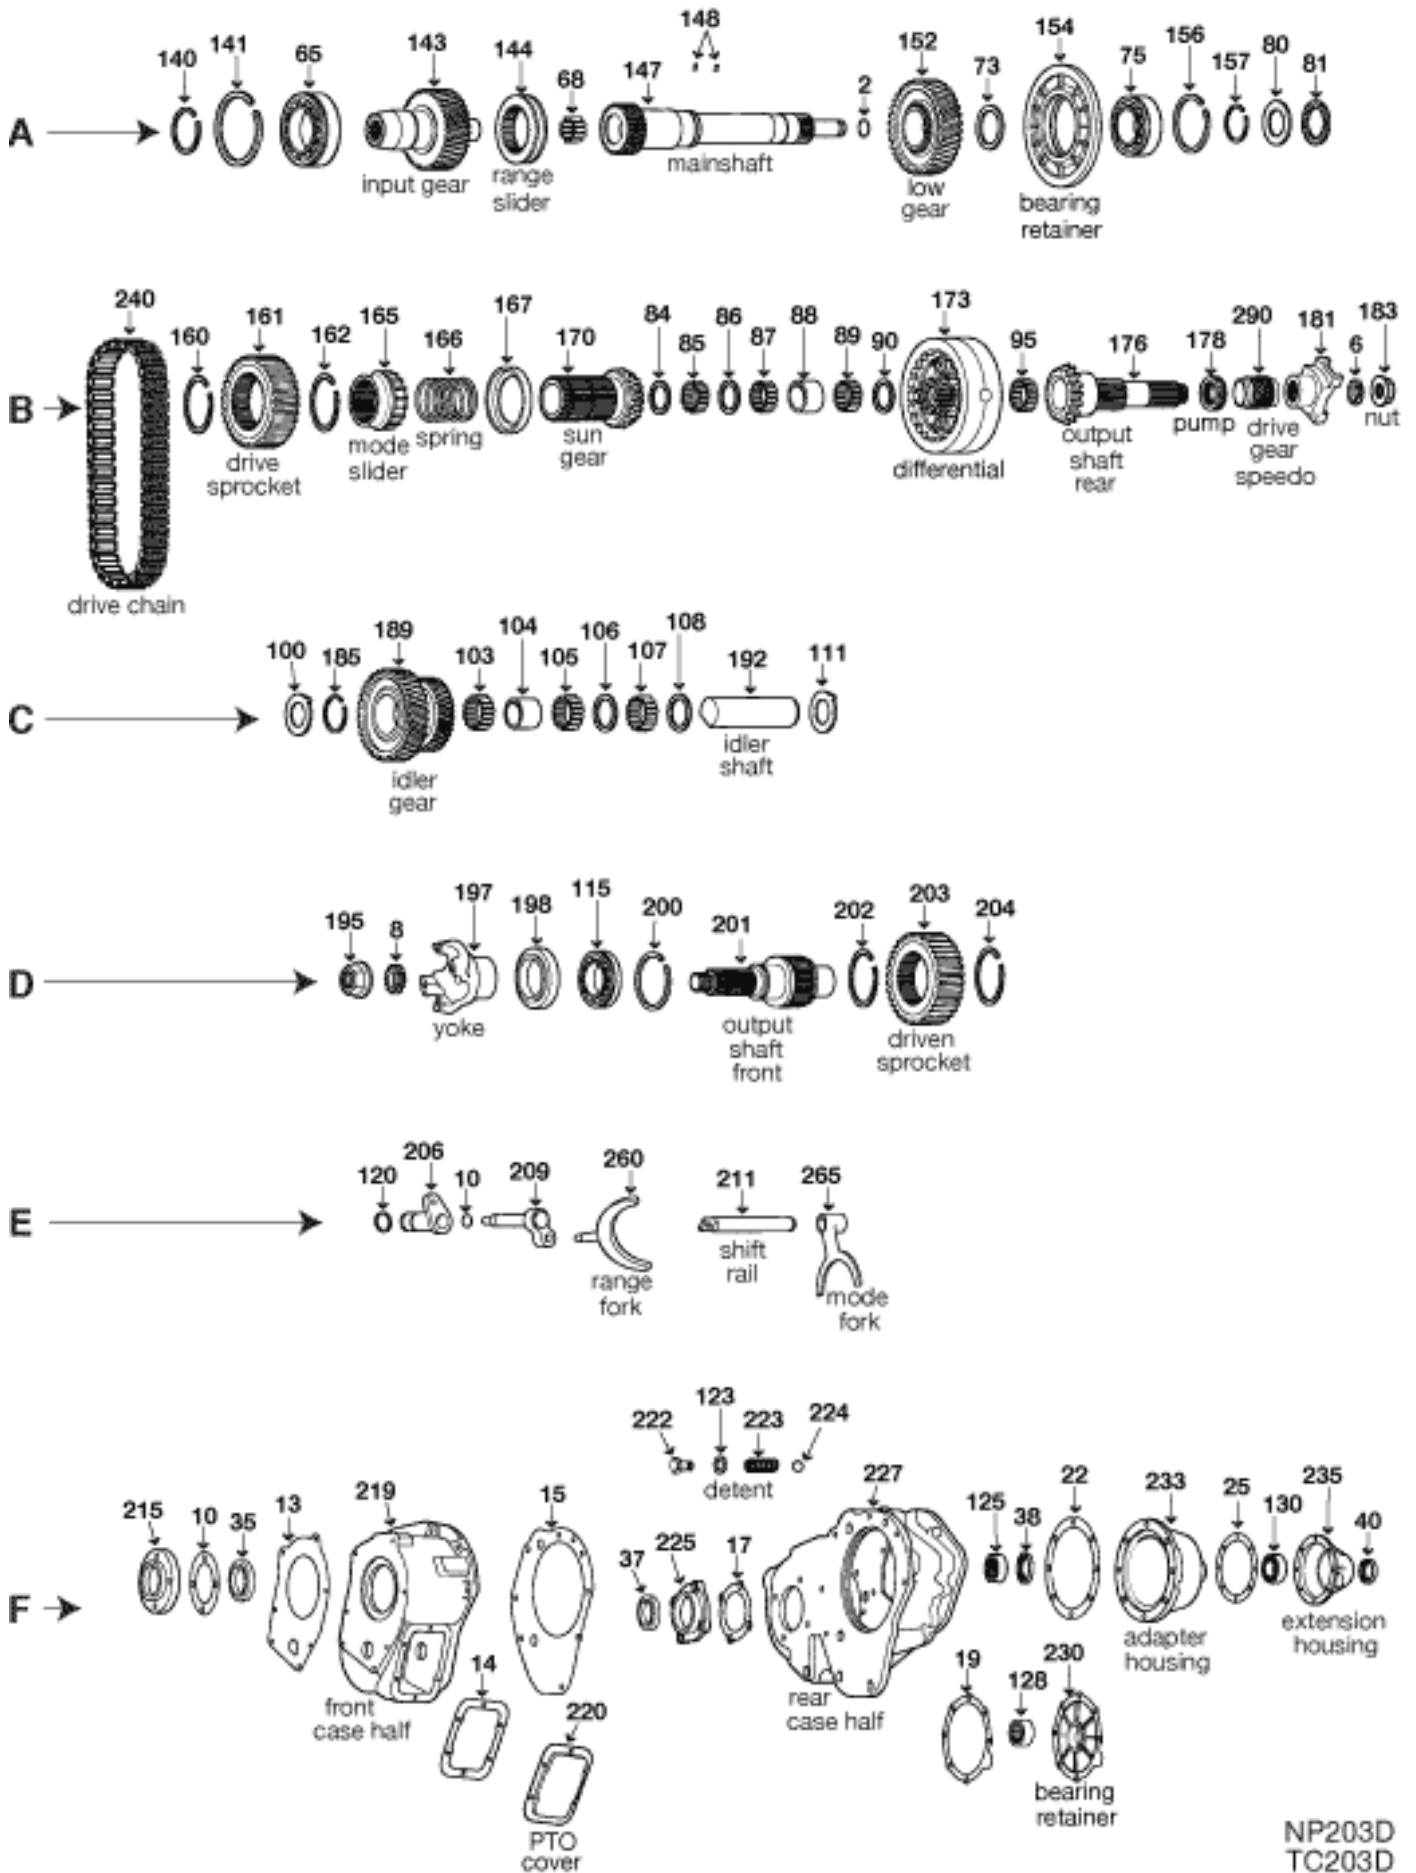 140 141 65 143 144 68 147 148 2 152 73 154 75 156 157 80 81
A
input gear
range
slider
mainshaft
low
gear
bearing
retainer
240 160 161 162 165 166 167 170 84 85 86 87 88 89 90 173 95 176 178 290 181 6 183
B
drive chain
drive
sprocket
mode
slider
spring
sun
gear
differential
output
shaft
rear
pump
drive
gear
speedo
nut
100 185 189 103 104 105 106 107 108 192 111
C
idler
gear
idler
shaft
195 8 197 198 115 200 201 202 203 204
D
yoke
output
shaft
front
driven
sprocket
120 206 10 209 260 211 265
E
range
fork
shift
rail
mode
fork
222 123 223 224
detent
215 10 35 13 219 15 37 225 17 227 125 38 22 233 25 130 235 40
F
front
case half
14
220
PTO
cover
rear
case half
adapter
housing
extension
housing
19 128 230
bearing
retainer
NP203D
TC203D